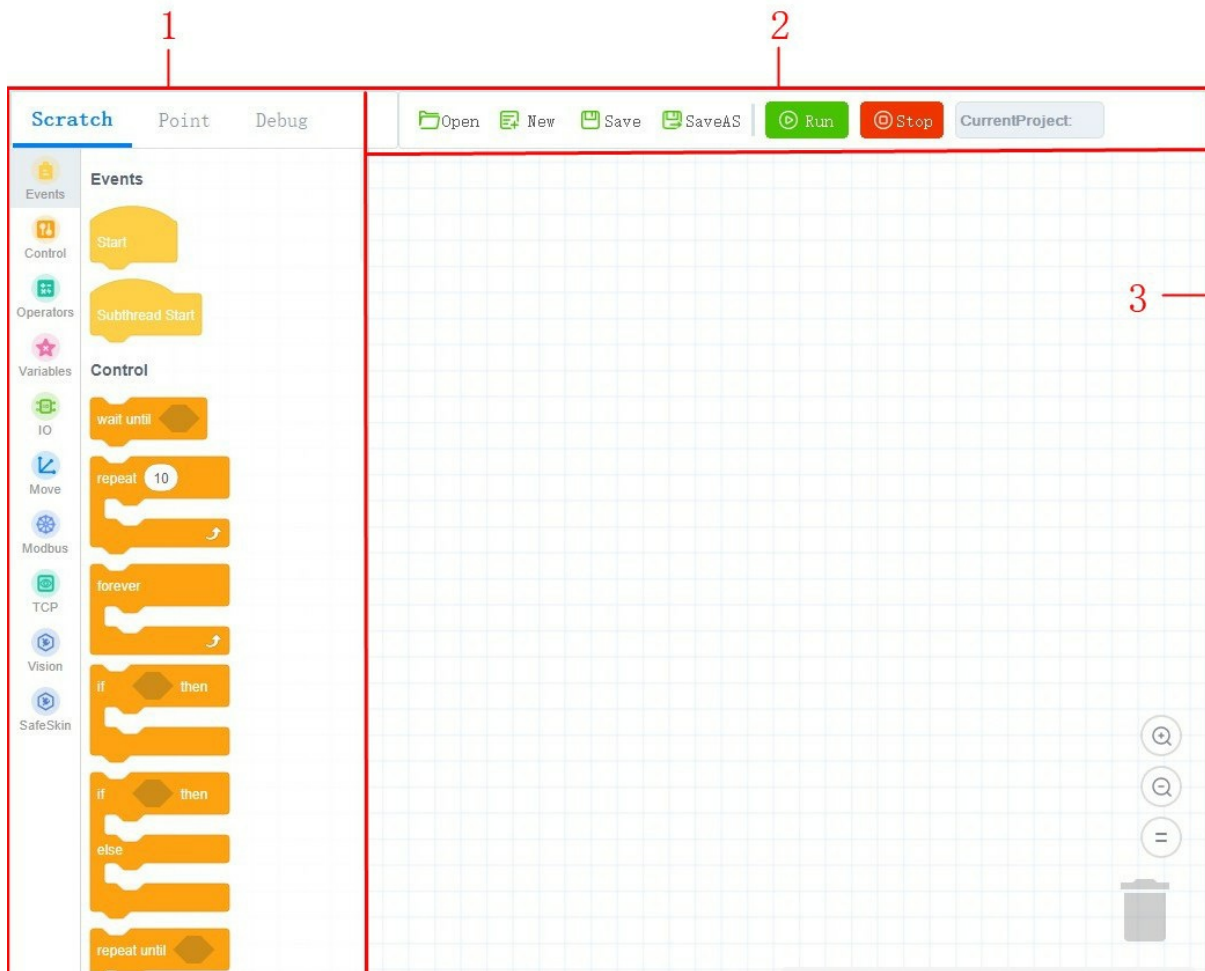 1
2
Scratch Point Debug
Open New Save SaveAS Run Stop CurrentProject:
Events
Control
Operators
Variables
IO
Move
Modbus
TCP
Vision
SafeSkin
Events
Start
Subthread Start
Control
wait until
repeat 10
forever
if then
if then
else
repeat until
3